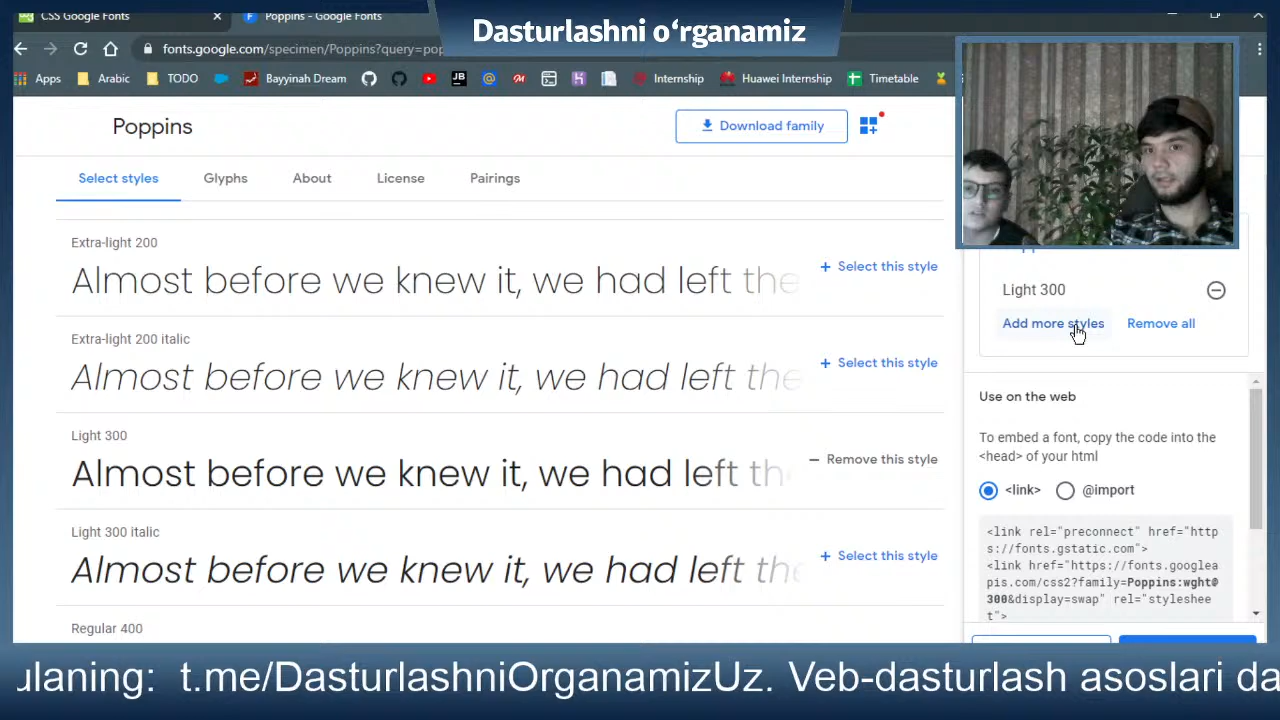 CSS Google Fonts
Poppins - Google Fonts
Dasturlashni oʻrganamiz
fonts.google.com/specimen/Poppins?query=pop
Apps
Arabic
TODO
Bayyinah Dream
JB
Internship
Huawei Internship
Timetable
Poppins
Download family
Select styles
Glyphs
About
License
Pairings
Extra-light 200
Almost before we knew it, we had left the
Select this style
Extra-light 200 italic
Almost before we knew it, we had left the
Select this style
Light 300
Almost before we knew it, we had left th
Remove this style
Light 300 italic
Almost before we knew it, we had left the
Select this style
Regular 400
Light 300
Add more styles
Remove all
Use on the web
To embed a font, copy the code into the
<head> of your html
<link>
@import
<link rel="preconnect" href="http
s://fonts.gstatic.com">
<link href="https://fonts.googlea
pis.com/css2?family=Poppins:wght@
300&display=swap" rel="styleshee
t">
ulaning: t.me/DasturlashniOrganamizUz. Veb-dasturlash asoslari da